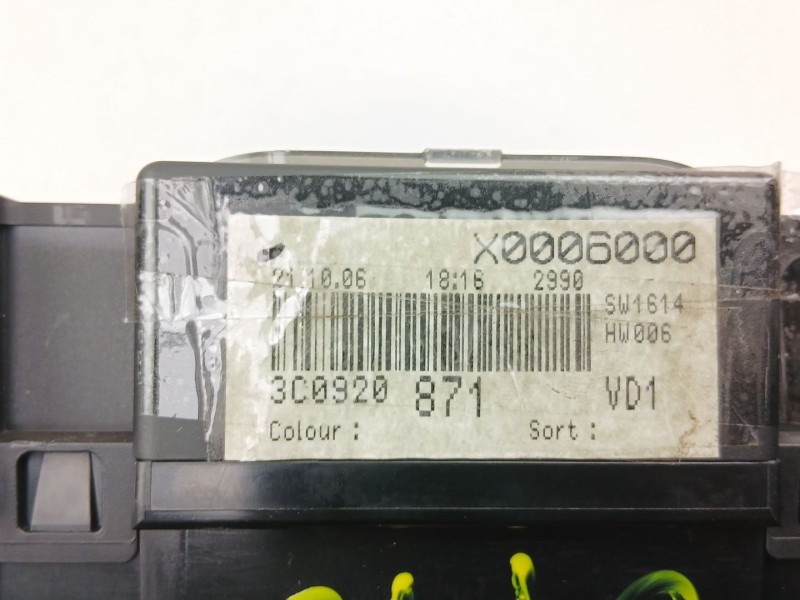 X0006000
21.10.06 18:16 2990
SW1614
HW006
3C0920 871 VD1
Colour : Sort :